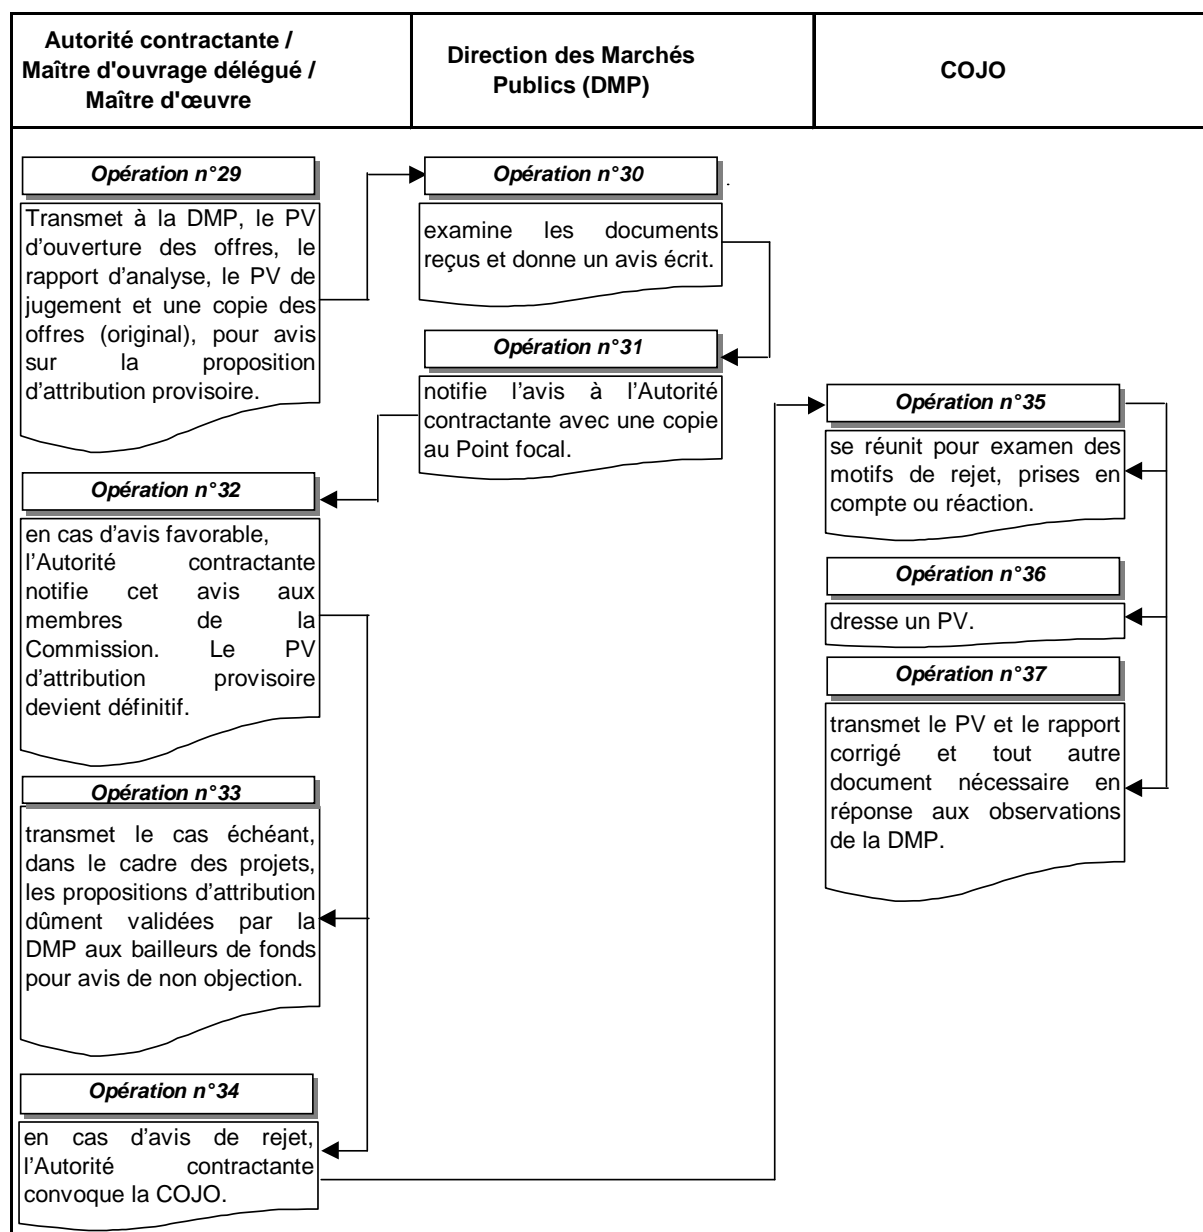 Autorité contractante /
Maître d'ouvrage délégué /
Maître d'œuvre
Direction des Marchés
Publics (DMP)
COJO
Opération n°29
Transmet à la DMP, le PV
d'ouverture des offres, le
rapport d'analyse, le PV de
jugement et une copie des
offres (original), pour avis
sur la proposition
d'attribution provisoire.
Opération n°30
.
examine les documents
reçus et donne un avis écrit.
Opération n°31
notifie l'avis à l'Autorité
contractante avec une copie
au Point focal.
Opération n°32
en cas d'avis favorable,
l'Autorité contractante
notifie cet avis aux
membres de la
Commission. Le PV
d'attribution provisoire
devient définitif.
Opération n°33
transmet le cas échéant,
dans le cadre des projets,
les propositions d'attribution
dûment validées par la
DMP aux bailleurs de fonds
pour avis de non objection.
Opération n°34
en cas d'avis de rejet,
l'Autorité contractante
convoque la COJO.
Opération n°35
se réunit pour examen des
motifs de rejet, prises en
compte ou réaction.
Opération n°36
dresse un PV.
Opération n°37
transmet le PV et le rapport
corrigé et tout autre
document nécessaire en
réponse aux observations
de la DMP.